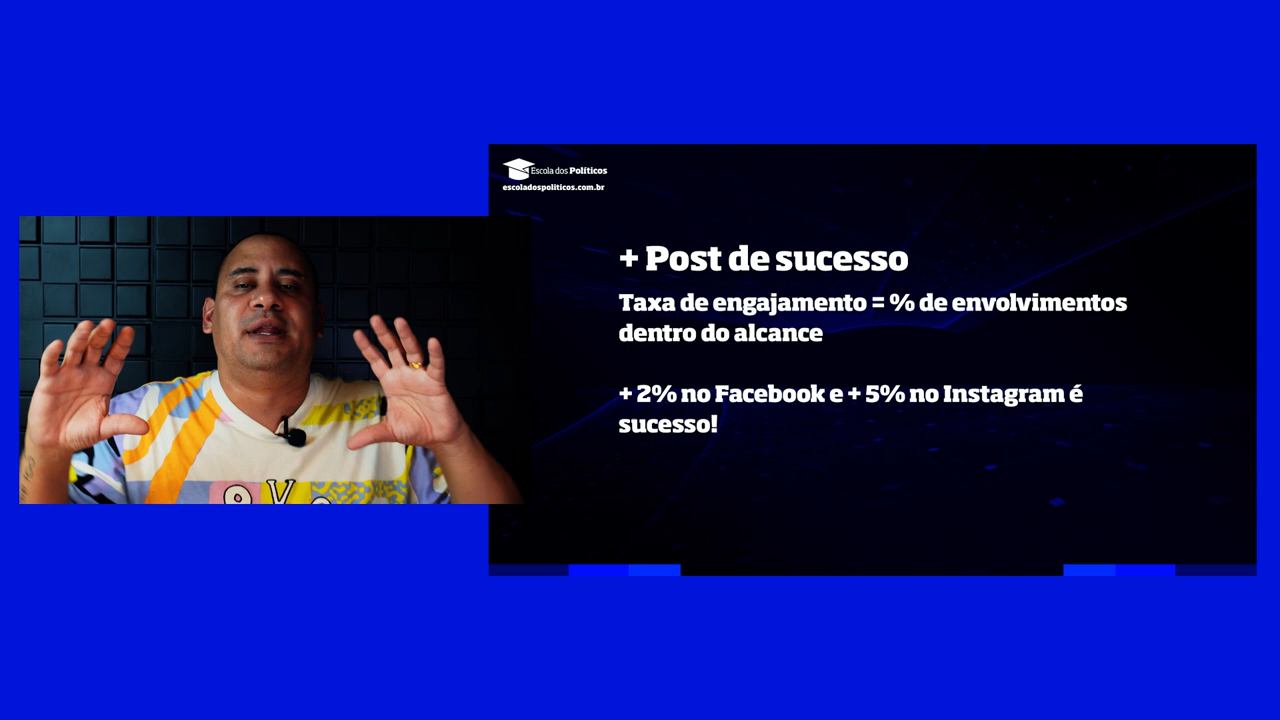 Escola dos Políticos
escoladospoliticos.com.br
+ Post de sucesso
Taxa de engajamento = % de envolvimentos
dentro do alcance
+ 2% no Facebook e + 5% no Instagram é
sucesso!